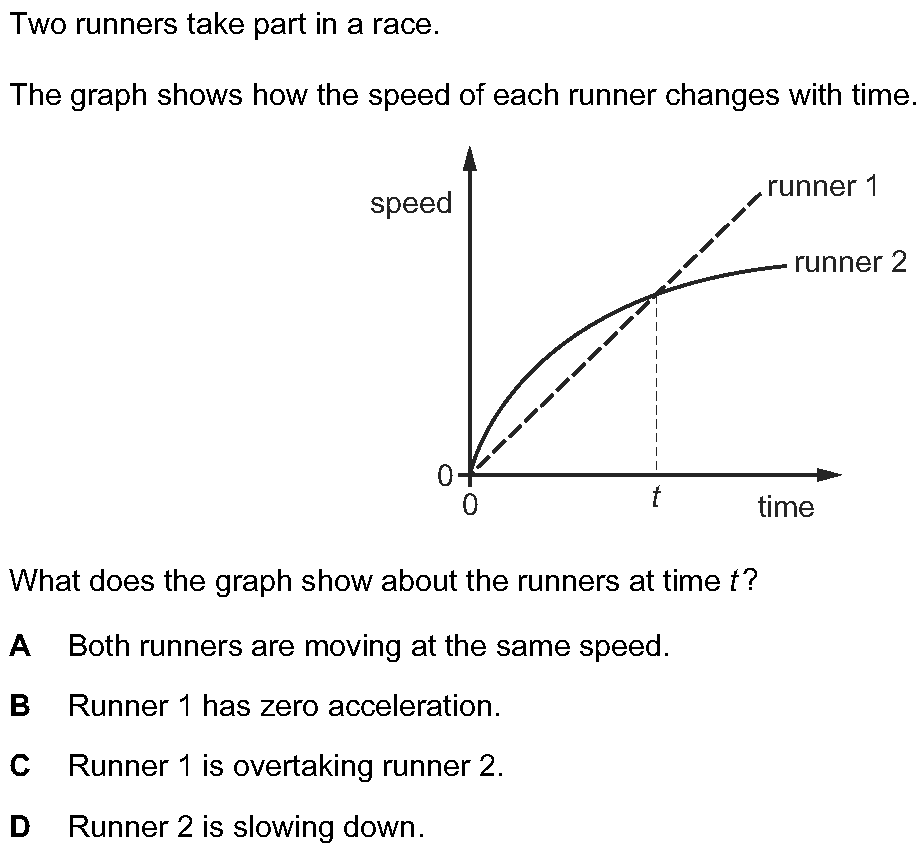 Two runners take part in a race.
The graph shows how the speed of each runner changes with time.
speed
runner 1
runner 2
0
0
t
time
What does the graph show about the runners at time t?
A Both runners are moving at the same speed.
B Runner 1 has zero acceleration.
C Runner 1 is overtaking runner 2.
D Runner 2 is slowing down.